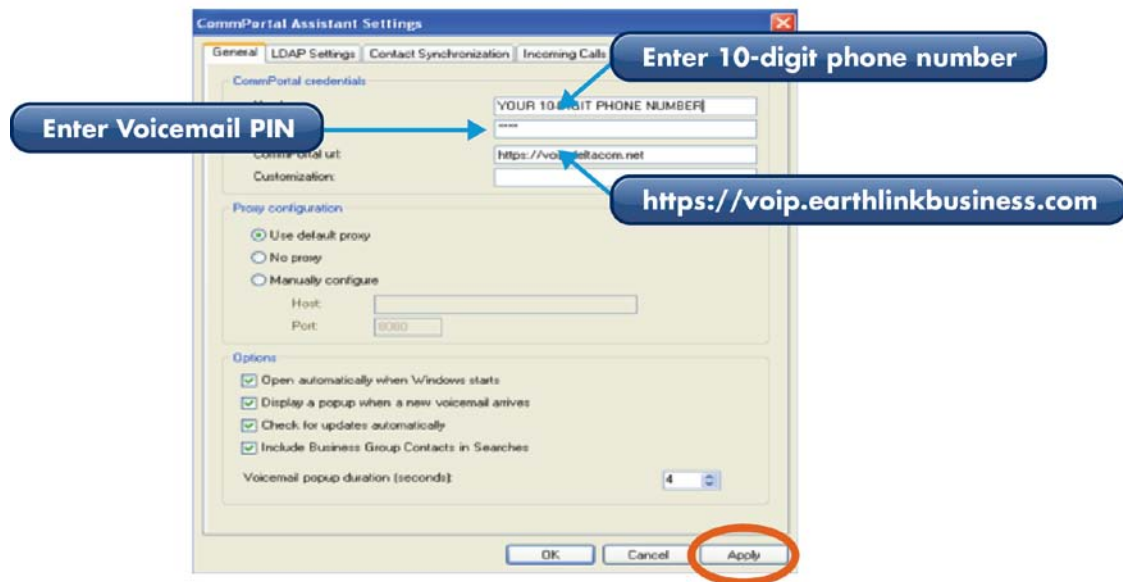 CommPortal Assistant Settings
General LDAP Settings Contact Synchronization Incoming Calls
Enter 10-digit phone number
CommPortal credentials
YOUR 10-DIGIT PHONE NUMBER
Enter Voicemail PIN
****
CommPortal url:
Customization:
https://voip.earthlinkbusiness.com
Proxy configuration
Use default proxy
No proxy
Manually configure
Host:
Port: 8080
Options
Open automatically when Windows starts
Display a popup when a new voicemail arrives
Check for updates automatically
Include Business Group Contacts in Searches
Voicemail popup duration (seconds): 4
OK Cancel Apply